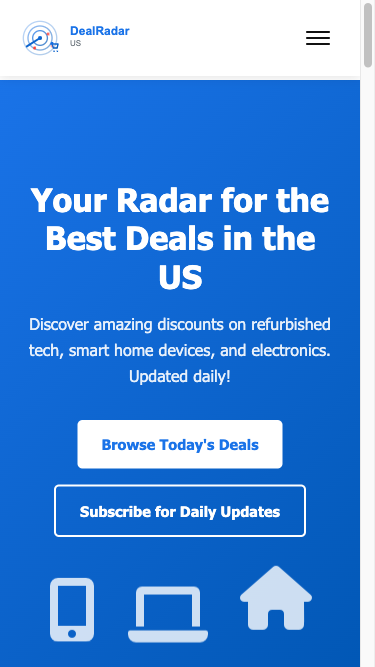 DealRadar
US
Your Radar for the
Best Deals in the
US
Discover amazing discounts on refurbished
tech, smart home devices, and electronics.
Updated daily!
Browse Today's Deals
Subscribe for Daily Updates